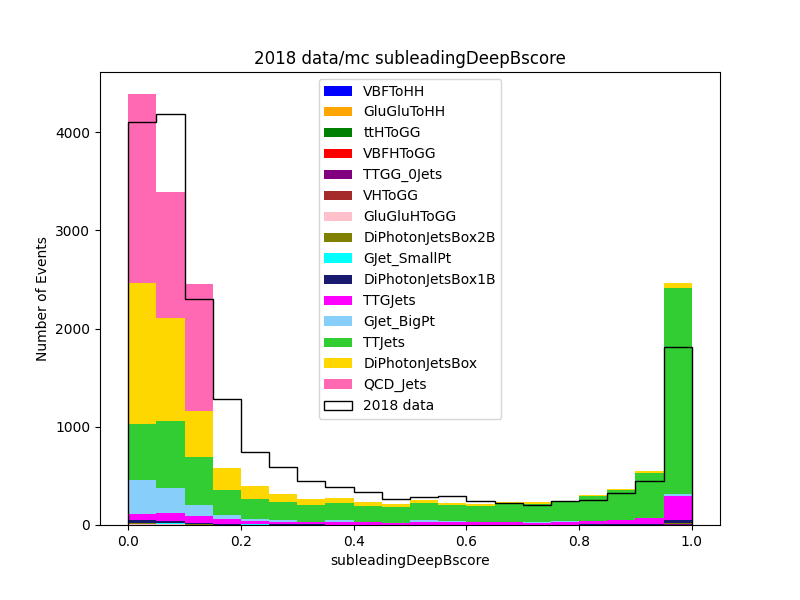 2018 data/mc subleadingDeepBscore
Number of Events
4000
3000
2000
1000
0
VBFToHH
GluGluToHH
ttHToGG
VBFHToGG
TTGG_0Jets
VHToGG
GluGluHToGG
DiPhotonJetsBox2B
GJet_SmallPt
DiPhotonJetsBox1B
TTGJets
GJet_BigPt
TTJets
DiPhotonJetsBox
QCD_Jets
2018 data
0.0 0.2 0.4 0.6 0.8 1.0
subleadingDeepBscore